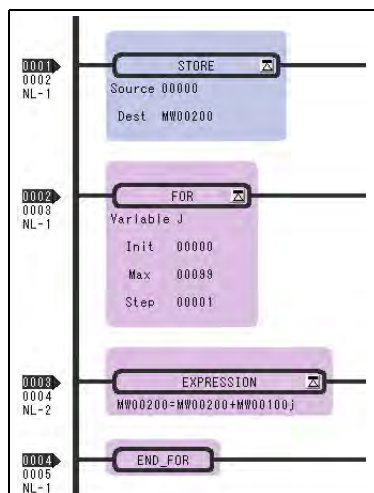 0001
0002
NL-1
STORE
Source 00000
Dest MW00200
0002
0003
NL-1
FOR
Variable J
Init 00000
Max 00099
Step 00001
0003
0004
NL-2
EXPRESSION
MW00200=MW00200+MW00100j
0004
0005
NL-1
END_FOR